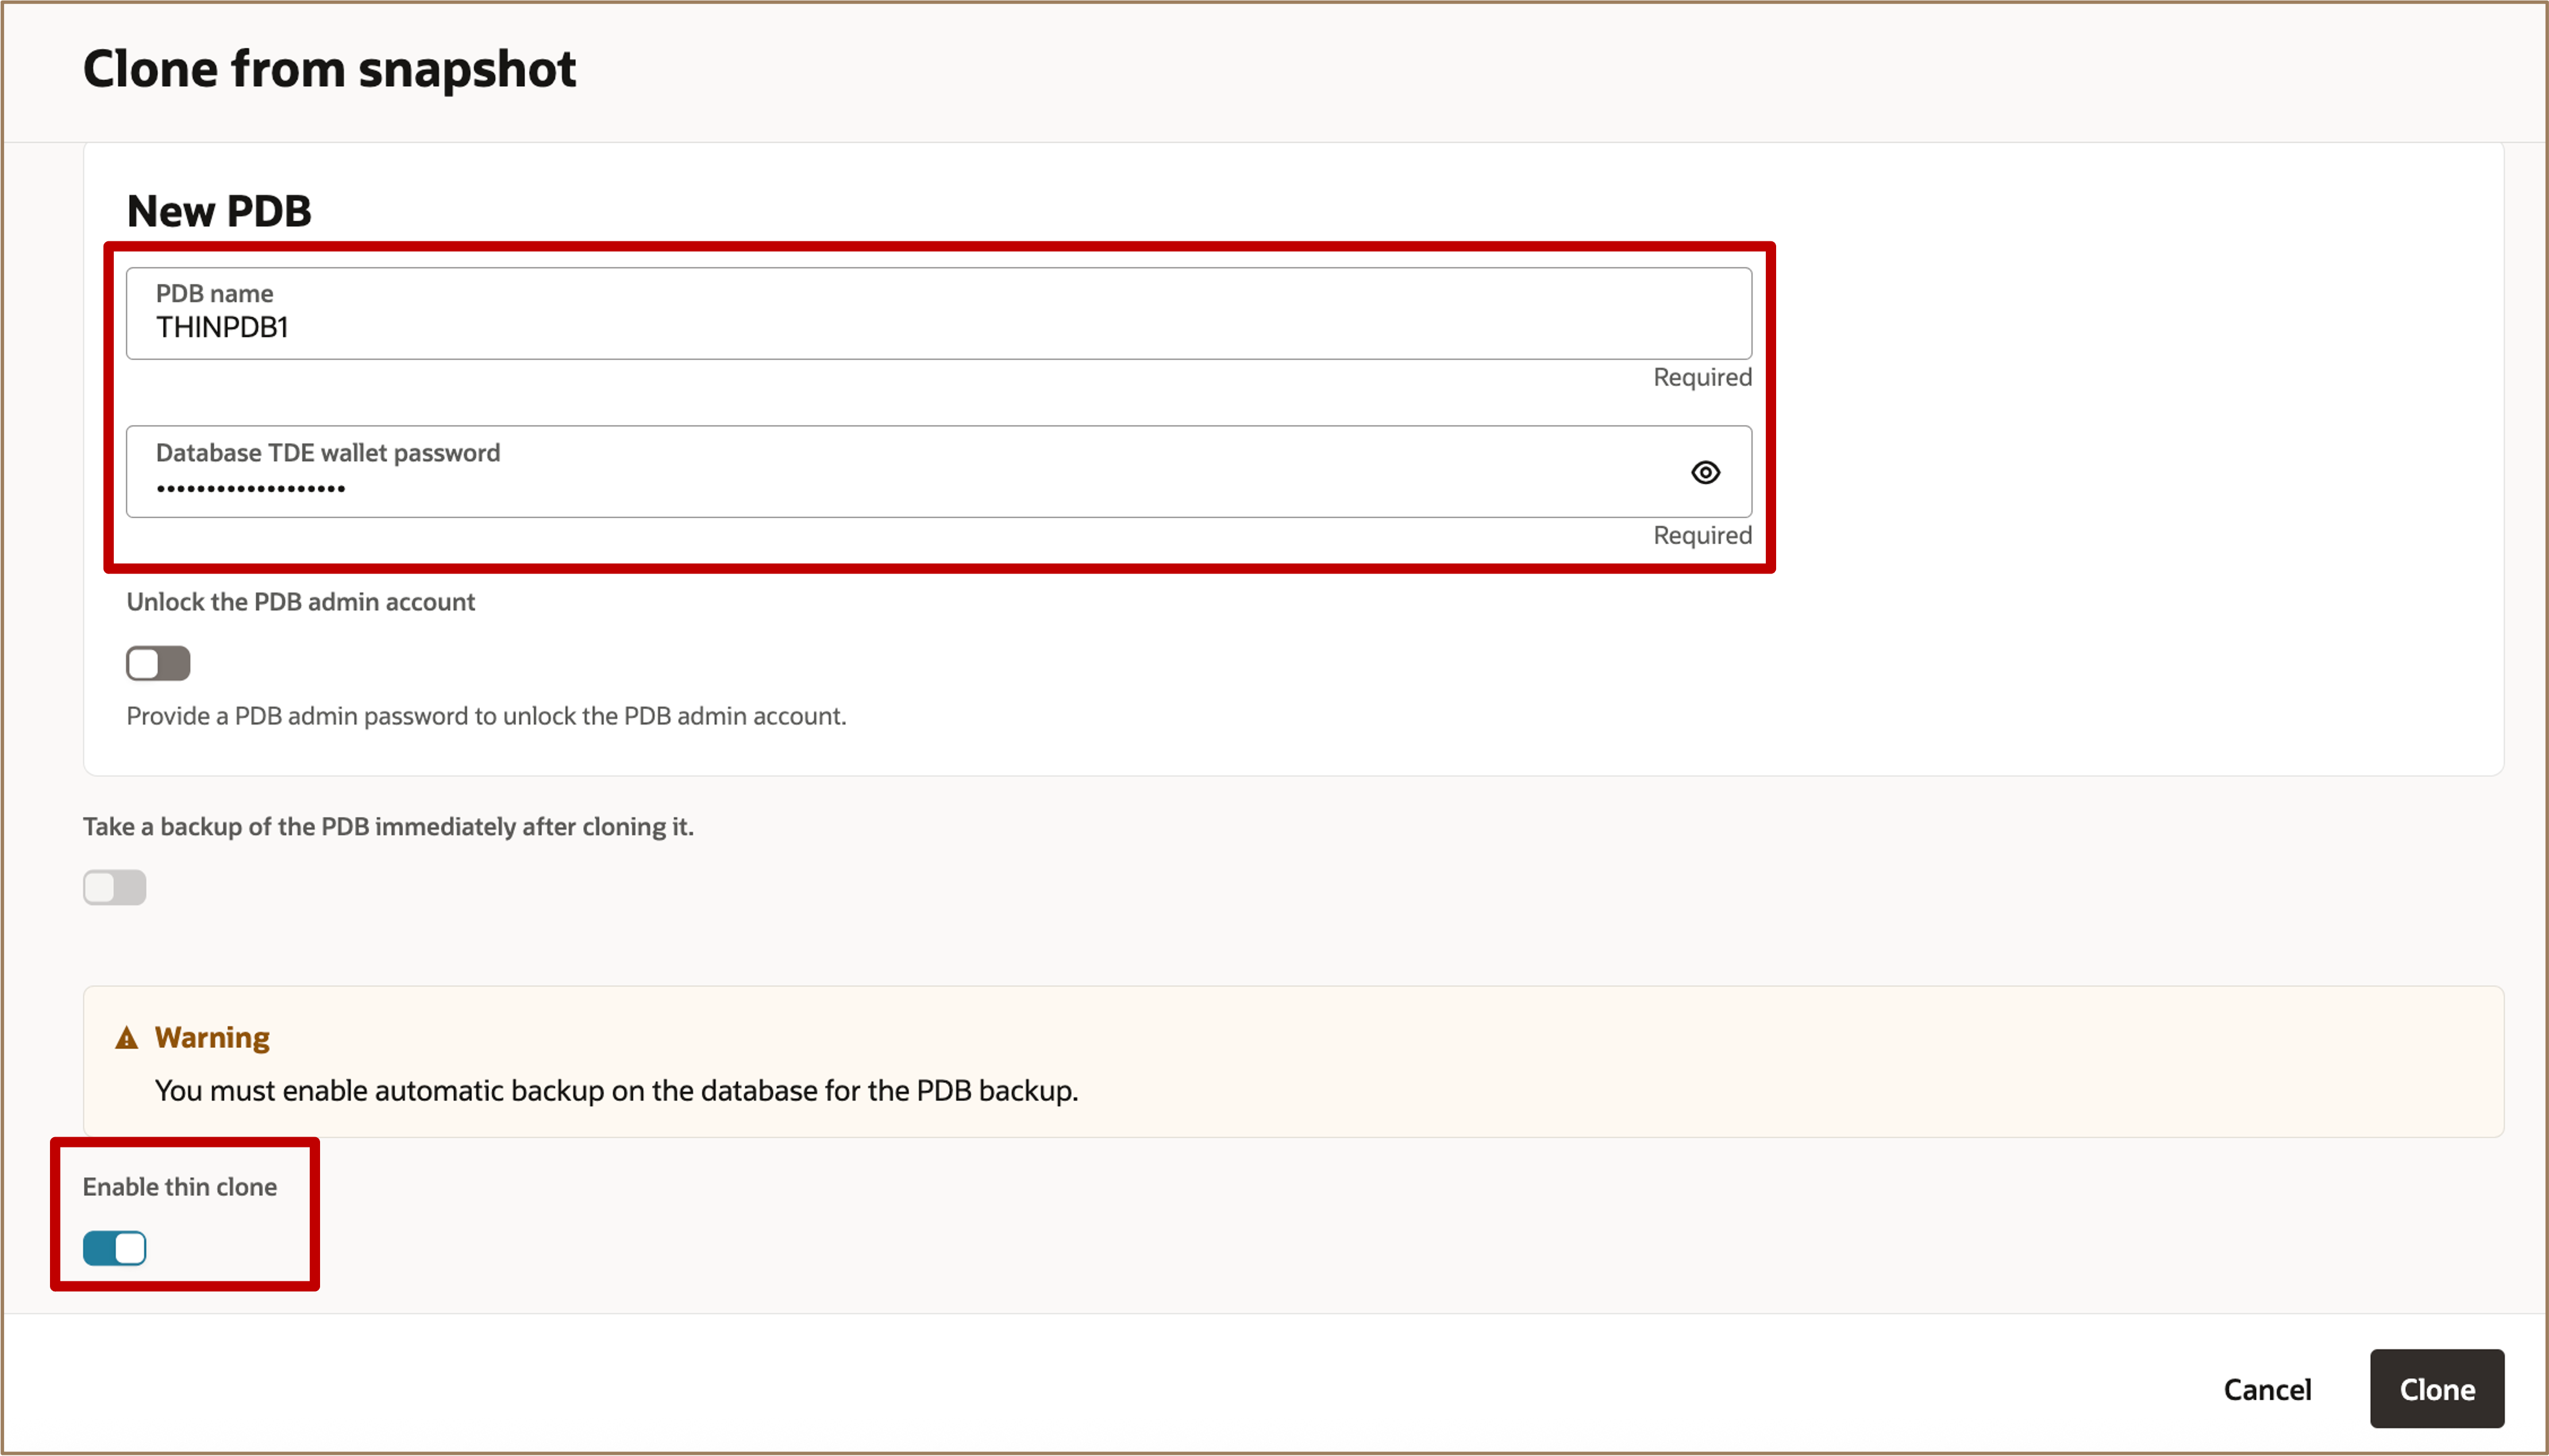 Clone from snapshot
New PDB
PDB name
THINPDB1
Required
Database TDE wallet password
•••••••••••••••••••
Required
Unlock the PDB admin account
Provide a PDB admin password to unlock the PDB admin account.
Take a backup of the PDB immediately after cloning it.
Warning
You must enable automatic backup on the database for the PDB backup.
Enable thin clone
Cancel
Clone